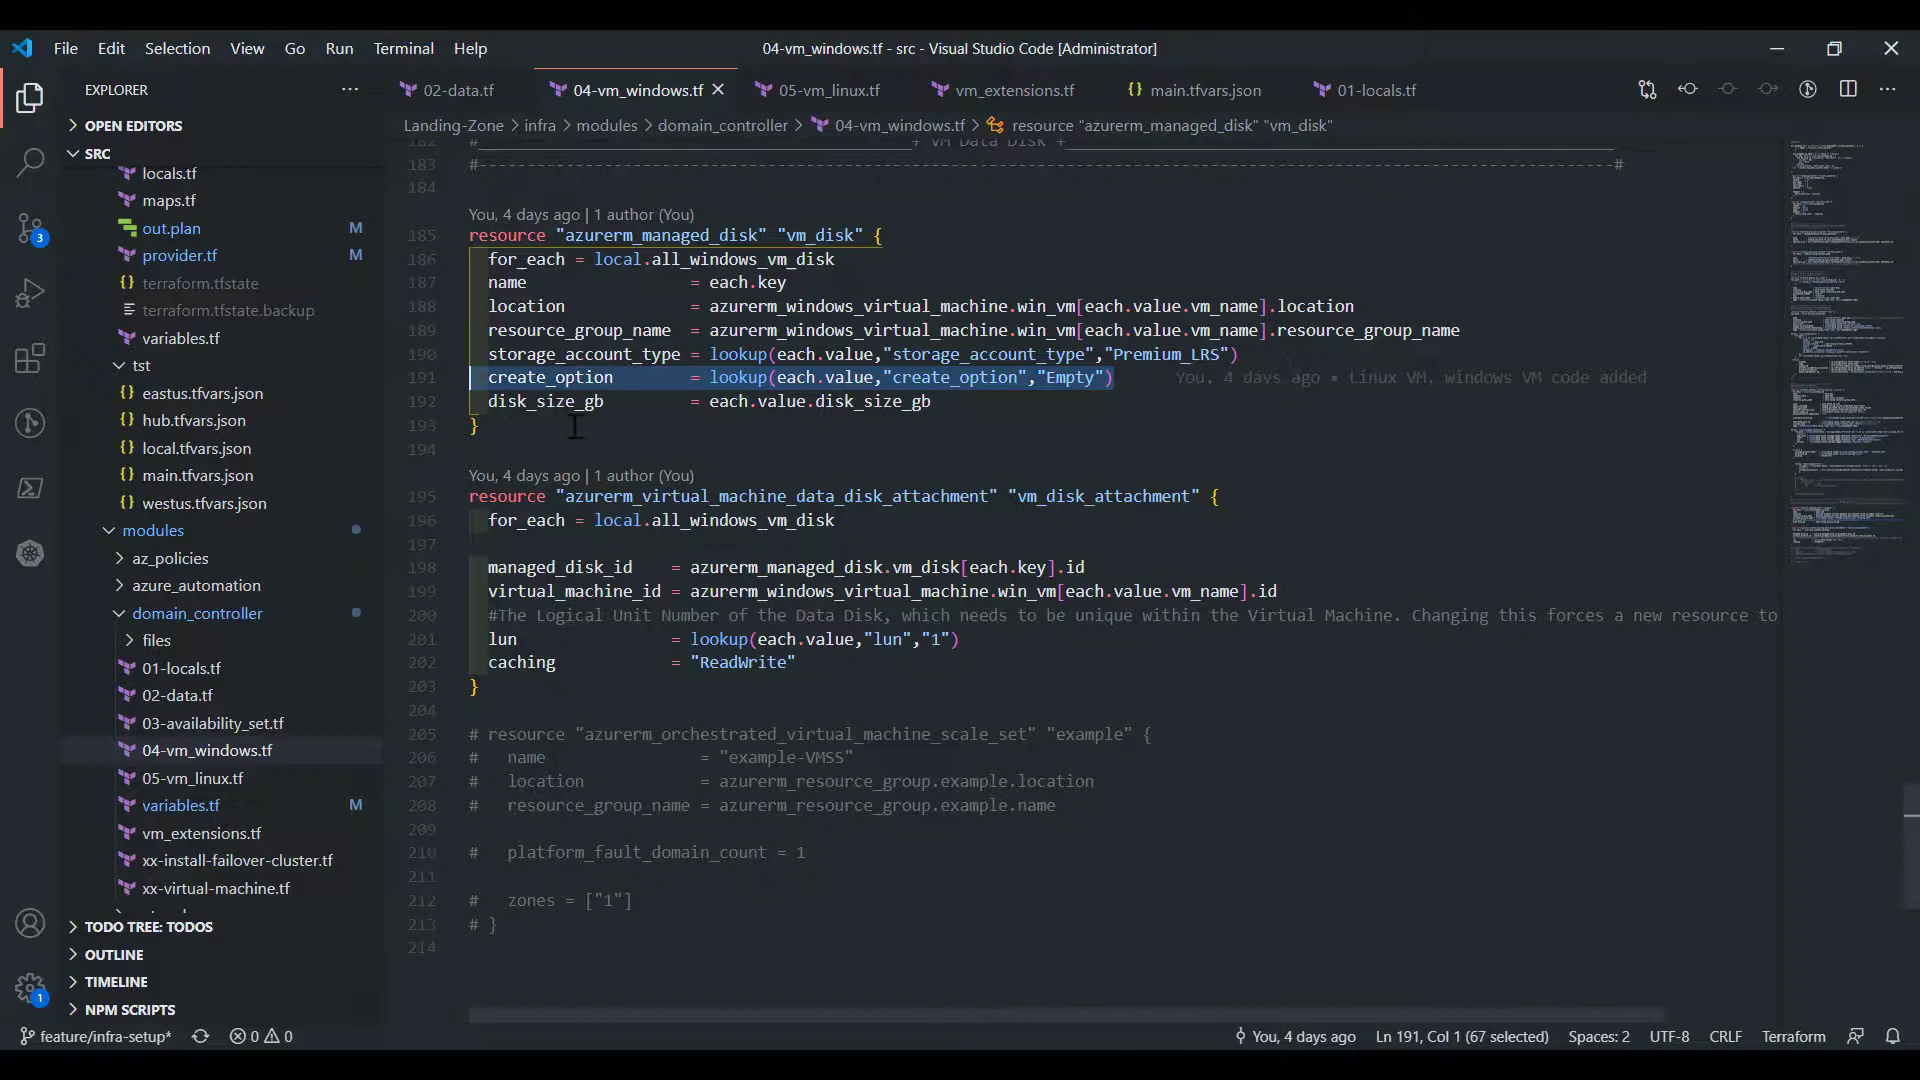 File Edit Selection View Go Run Terminal Help
04-vm_windows.tf - src - Visual Studio Code [Administrator]
EXPLORER
OPEN EDITORS
SRC
locals.tf
maps.tf
out.plan M
provider.tf M
{} terraform.tfstate
terraform.tfstate.backup
variables.tf
tst
{} eastus.tfvars.json
{} hub.tfvars.json
{} local.tfvars.json
{} main.tfvars.json
{} westus.tfvars.json
modules
az_policies
azure_automation
domain_controller
files
01-locals.tf
02-data.tf
03-availability_set.tf
04-vm_windows.tf
05-vm_linux.tf
variables.tf M
vm_extensions.tf
xx-install-failover-cluster.tf
xx-virtual-machine.tf
TODO TREE: TODOS
OUTLINE
TIMELINE
NPM SCRIPTS
3
1
02-data.tf 04-vm_windows.tf 05-vm_linux.tf vm_extensions.tf {} main.tfvars.json 01-locals.tf
Landing-Zone > infra > modules > domain_controller > 04-vm_windows.tf > resource "azurerm_managed_disk" "vm_disk"
182 #_____________________________________________+ VM Data Disk +_________________________________________________________
183 #----------------------------------------------------------------------------------------------------------------------#
184
You, 4 days ago | 1 author (You)
185 resource "azurerm_managed_disk" "vm_disk" {
186 for_each = local.all_windows_vm_disk
187 name = each.key
188 location = azurerm_windows_virtual_machine.win_vm[each.value.vm_name].location
189 resource_group_name = azurerm_windows_virtual_machine.win_vm[each.value.vm_name].resource_group_name
190 storage_account_type = lookup(each.value,"storage_account_type","Premium_LRS")
191 create_option = lookup(each.value,"create_option","Empty") You, 4 days ago • Linux VM, windows VM code added
192 disk_size_gb = each.value.disk_size_gb
193 }
194
You, 4 days ago | 1 author (You)
195 resource "azurerm_virtual_machine_data_disk_attachment" "vm_disk_attachment" {
196 for_each = local.all_windows_vm_disk
197
198 managed_disk_id = azurerm_managed_disk.vm_disk[each.key].id
199 virtual_machine_id = azurerm_windows_virtual_machine.win_vm[each.value.vm_name].id
200 #The Logical Unit Number of the Data Disk, which needs to be unique within the Virtual Machine. Changing this forces a new resource to
201 lun = lookup(each.value,"lun","1")
202 caching = "ReadWrite"
203 }
204
205 # resource "azurerm_orchestrated_virtual_machine_scale_set" "example" {
206 # name = "example-VMSS"
207 # location = azurerm_resource_group.example.location
208 # resource_group_name = azurerm_resource_group.example.name
209
210 # platform_fault_domain_count = 1
211
212 # zones = ["1"]
213 # }
214
feature/infra-setup* 0 0 You, 4 days ago Ln 191, Col 1 (67 selected) Spaces: 2 UTF-8 CRLF Terraform